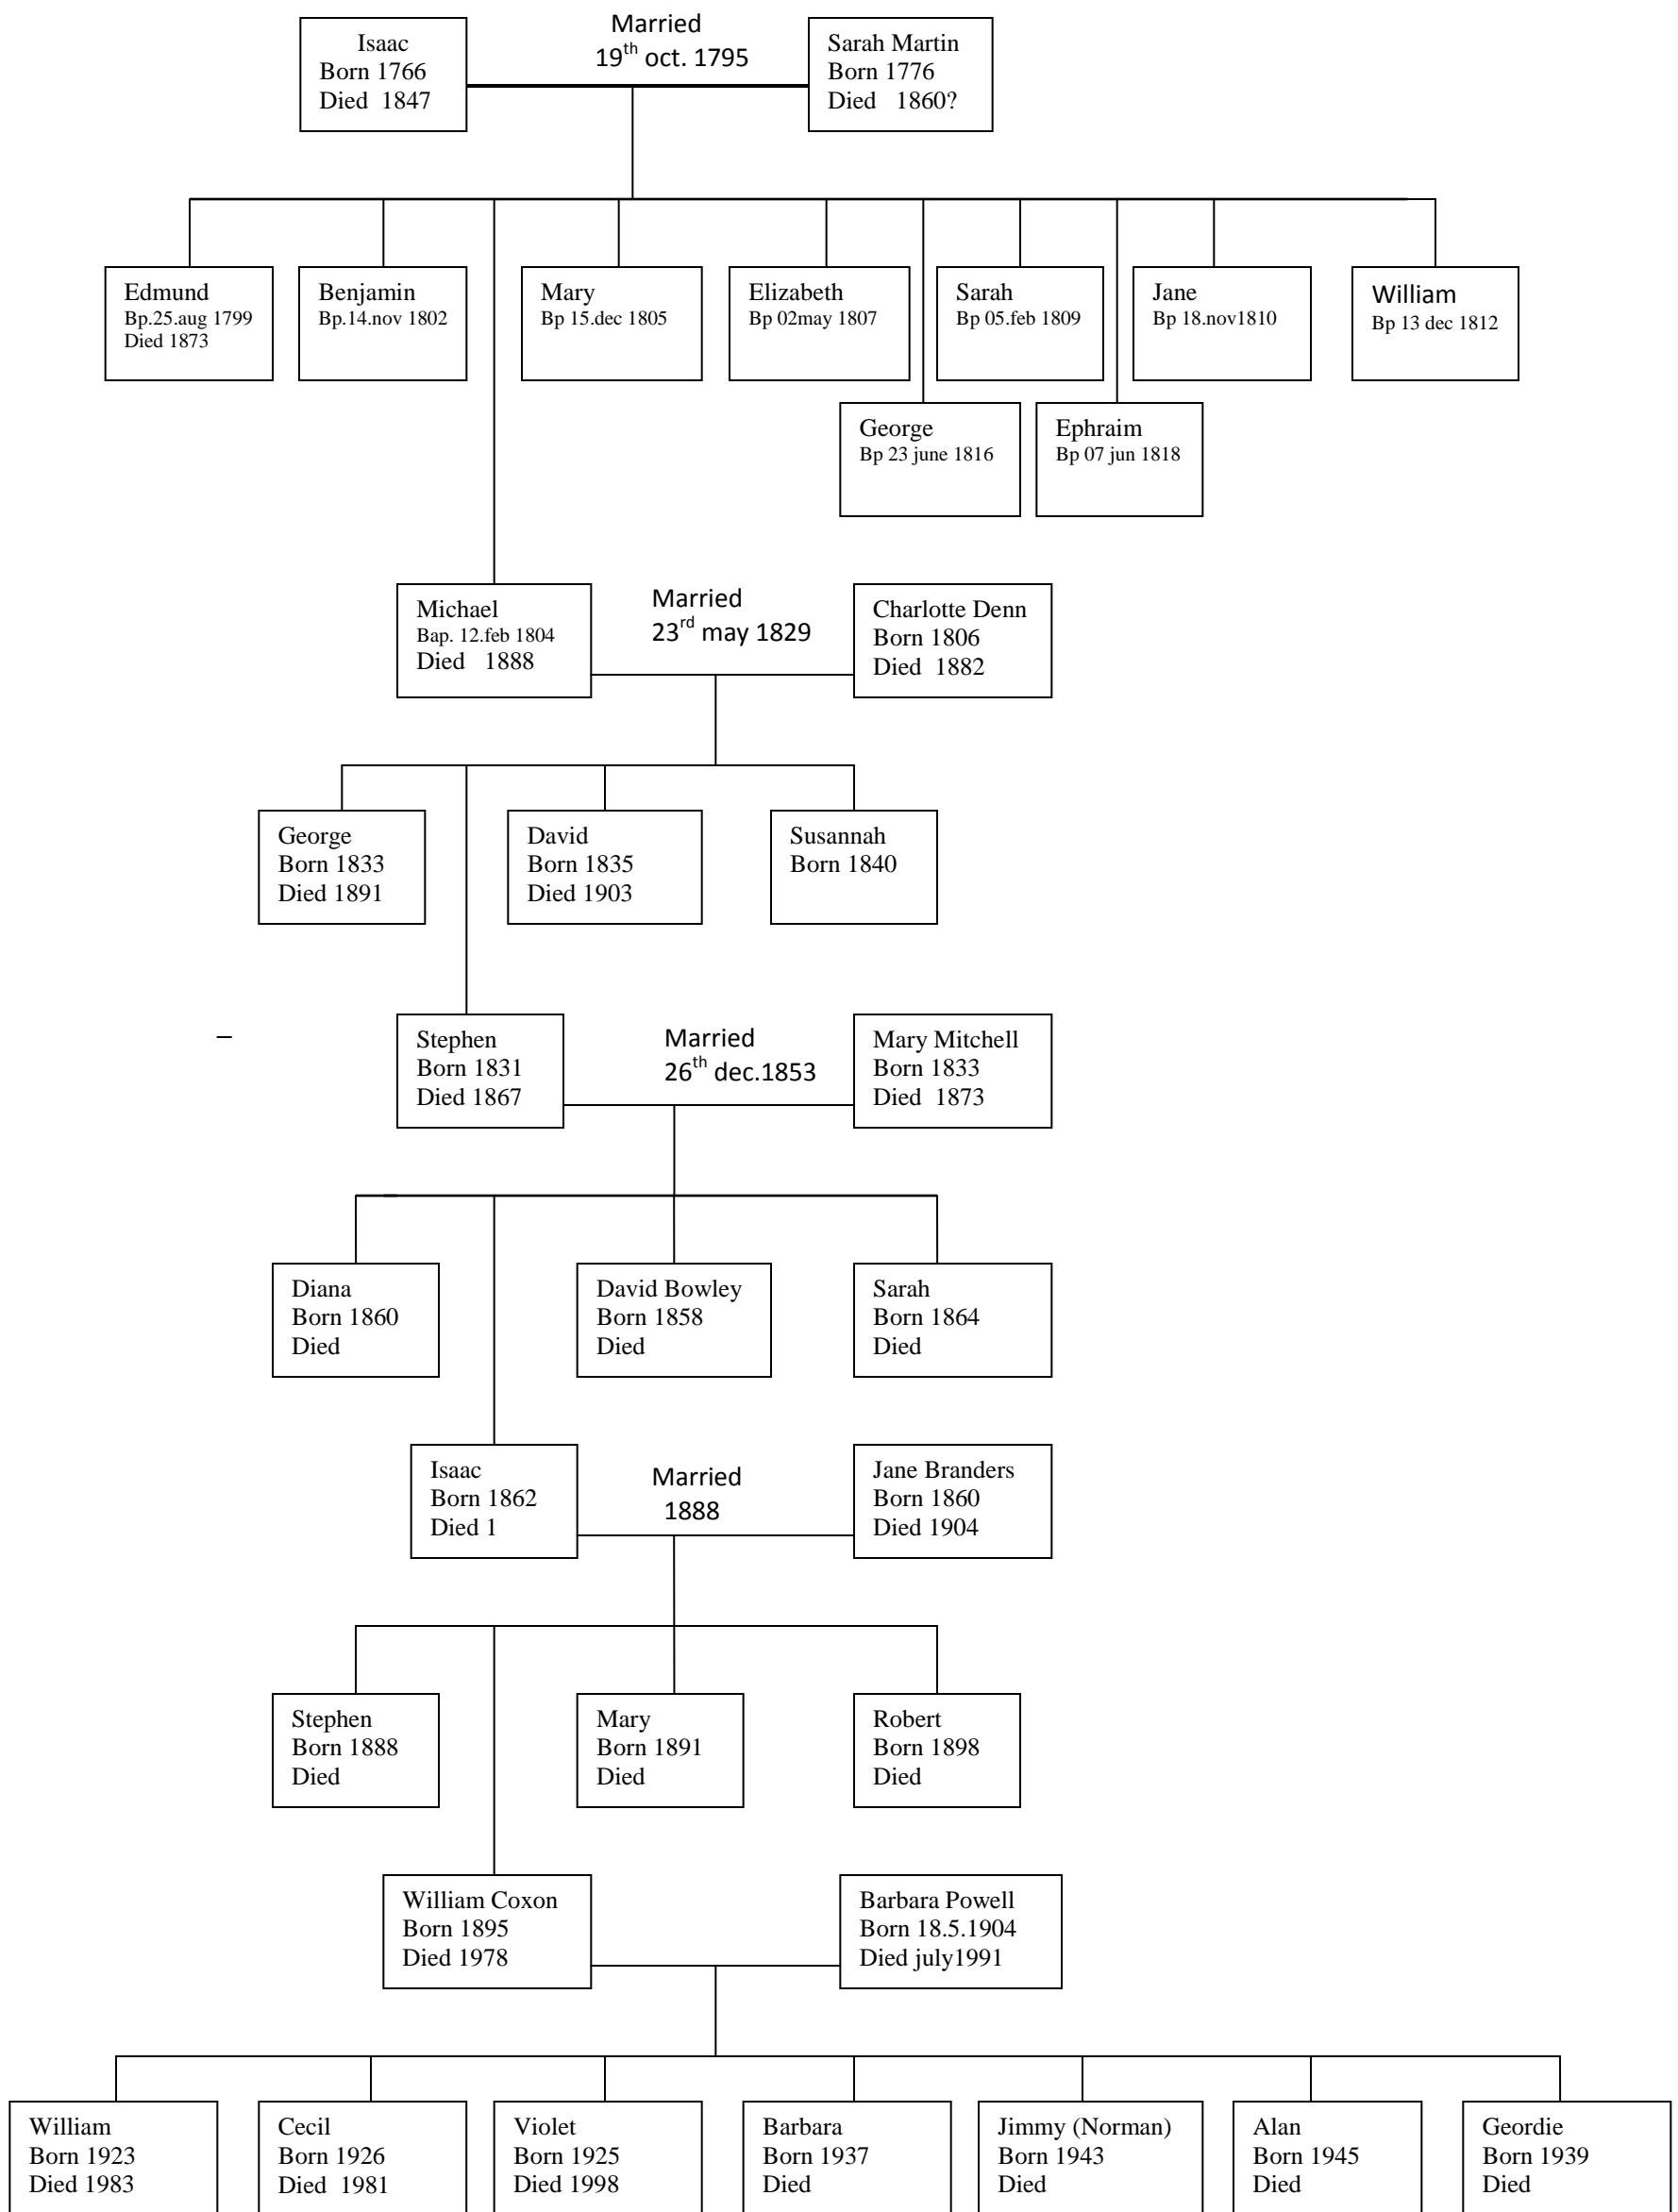 Isaac
Born 1766
Died 1847
Married
19th oct. 1795
Sarah Martin
Born 1776
Died 1860?
Edmund
Bp.25.aug 1799
Died 1873
Benjamin
Bp.14.nov 1802
Mary
Bp 15.dec 1805
Elizabeth
Bp 02may 1807
Sarah
Bp 05.feb 1809
Jane
Bp 18.nov1810
William
Bp 13 dec 1812
George
Bp 23 june 1816
Ephraim
Bp 07 jun 1818
Michael
Bap. 12.feb 1804
Died 1888
Married
23rd may 1829
Charlotte Denn
Born 1806
Died 1882
George
Born 1833
Died 1891
David
Born 1835
Died 1903
Susannah
Born 1840
Stephen
Born 1831
Died 1867
Married
26th dec.1853
Mary Mitchell
Born 1833
Died 1873
Diana
Born 1860
Died
David Bowley
Born 1858
Died
Sarah
Born 1864
Died
Isaac
Born 1862
Died 1
Married
1888
Jane Branders
Born 1860
Died 1904
Stephen
Born 1888
Died
Mary
Born 1891
Died
Robert
Born 1898
Died
William Coxon
Born 1895
Died 1978
Barbara Powell
Born 18.5.1904
Died july1991
William
Born 1923
Died 1983
Cecil
Born 1926
Died 1981
Violet
Born 1925
Died 1998
Barbara
Born 1937
Died
Jimmy (Norman)
Born 1943
Died
Alan
Born 1945
Died
Geordie
Born 1939
Died